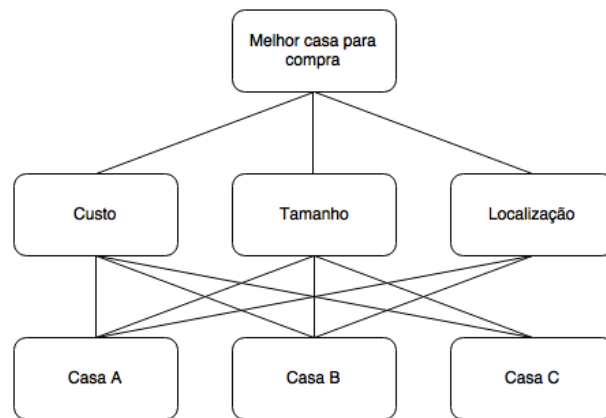 Melhor casa para
compra
Custo
Tamanho
Localização
Casa A
Casa B
Casa C